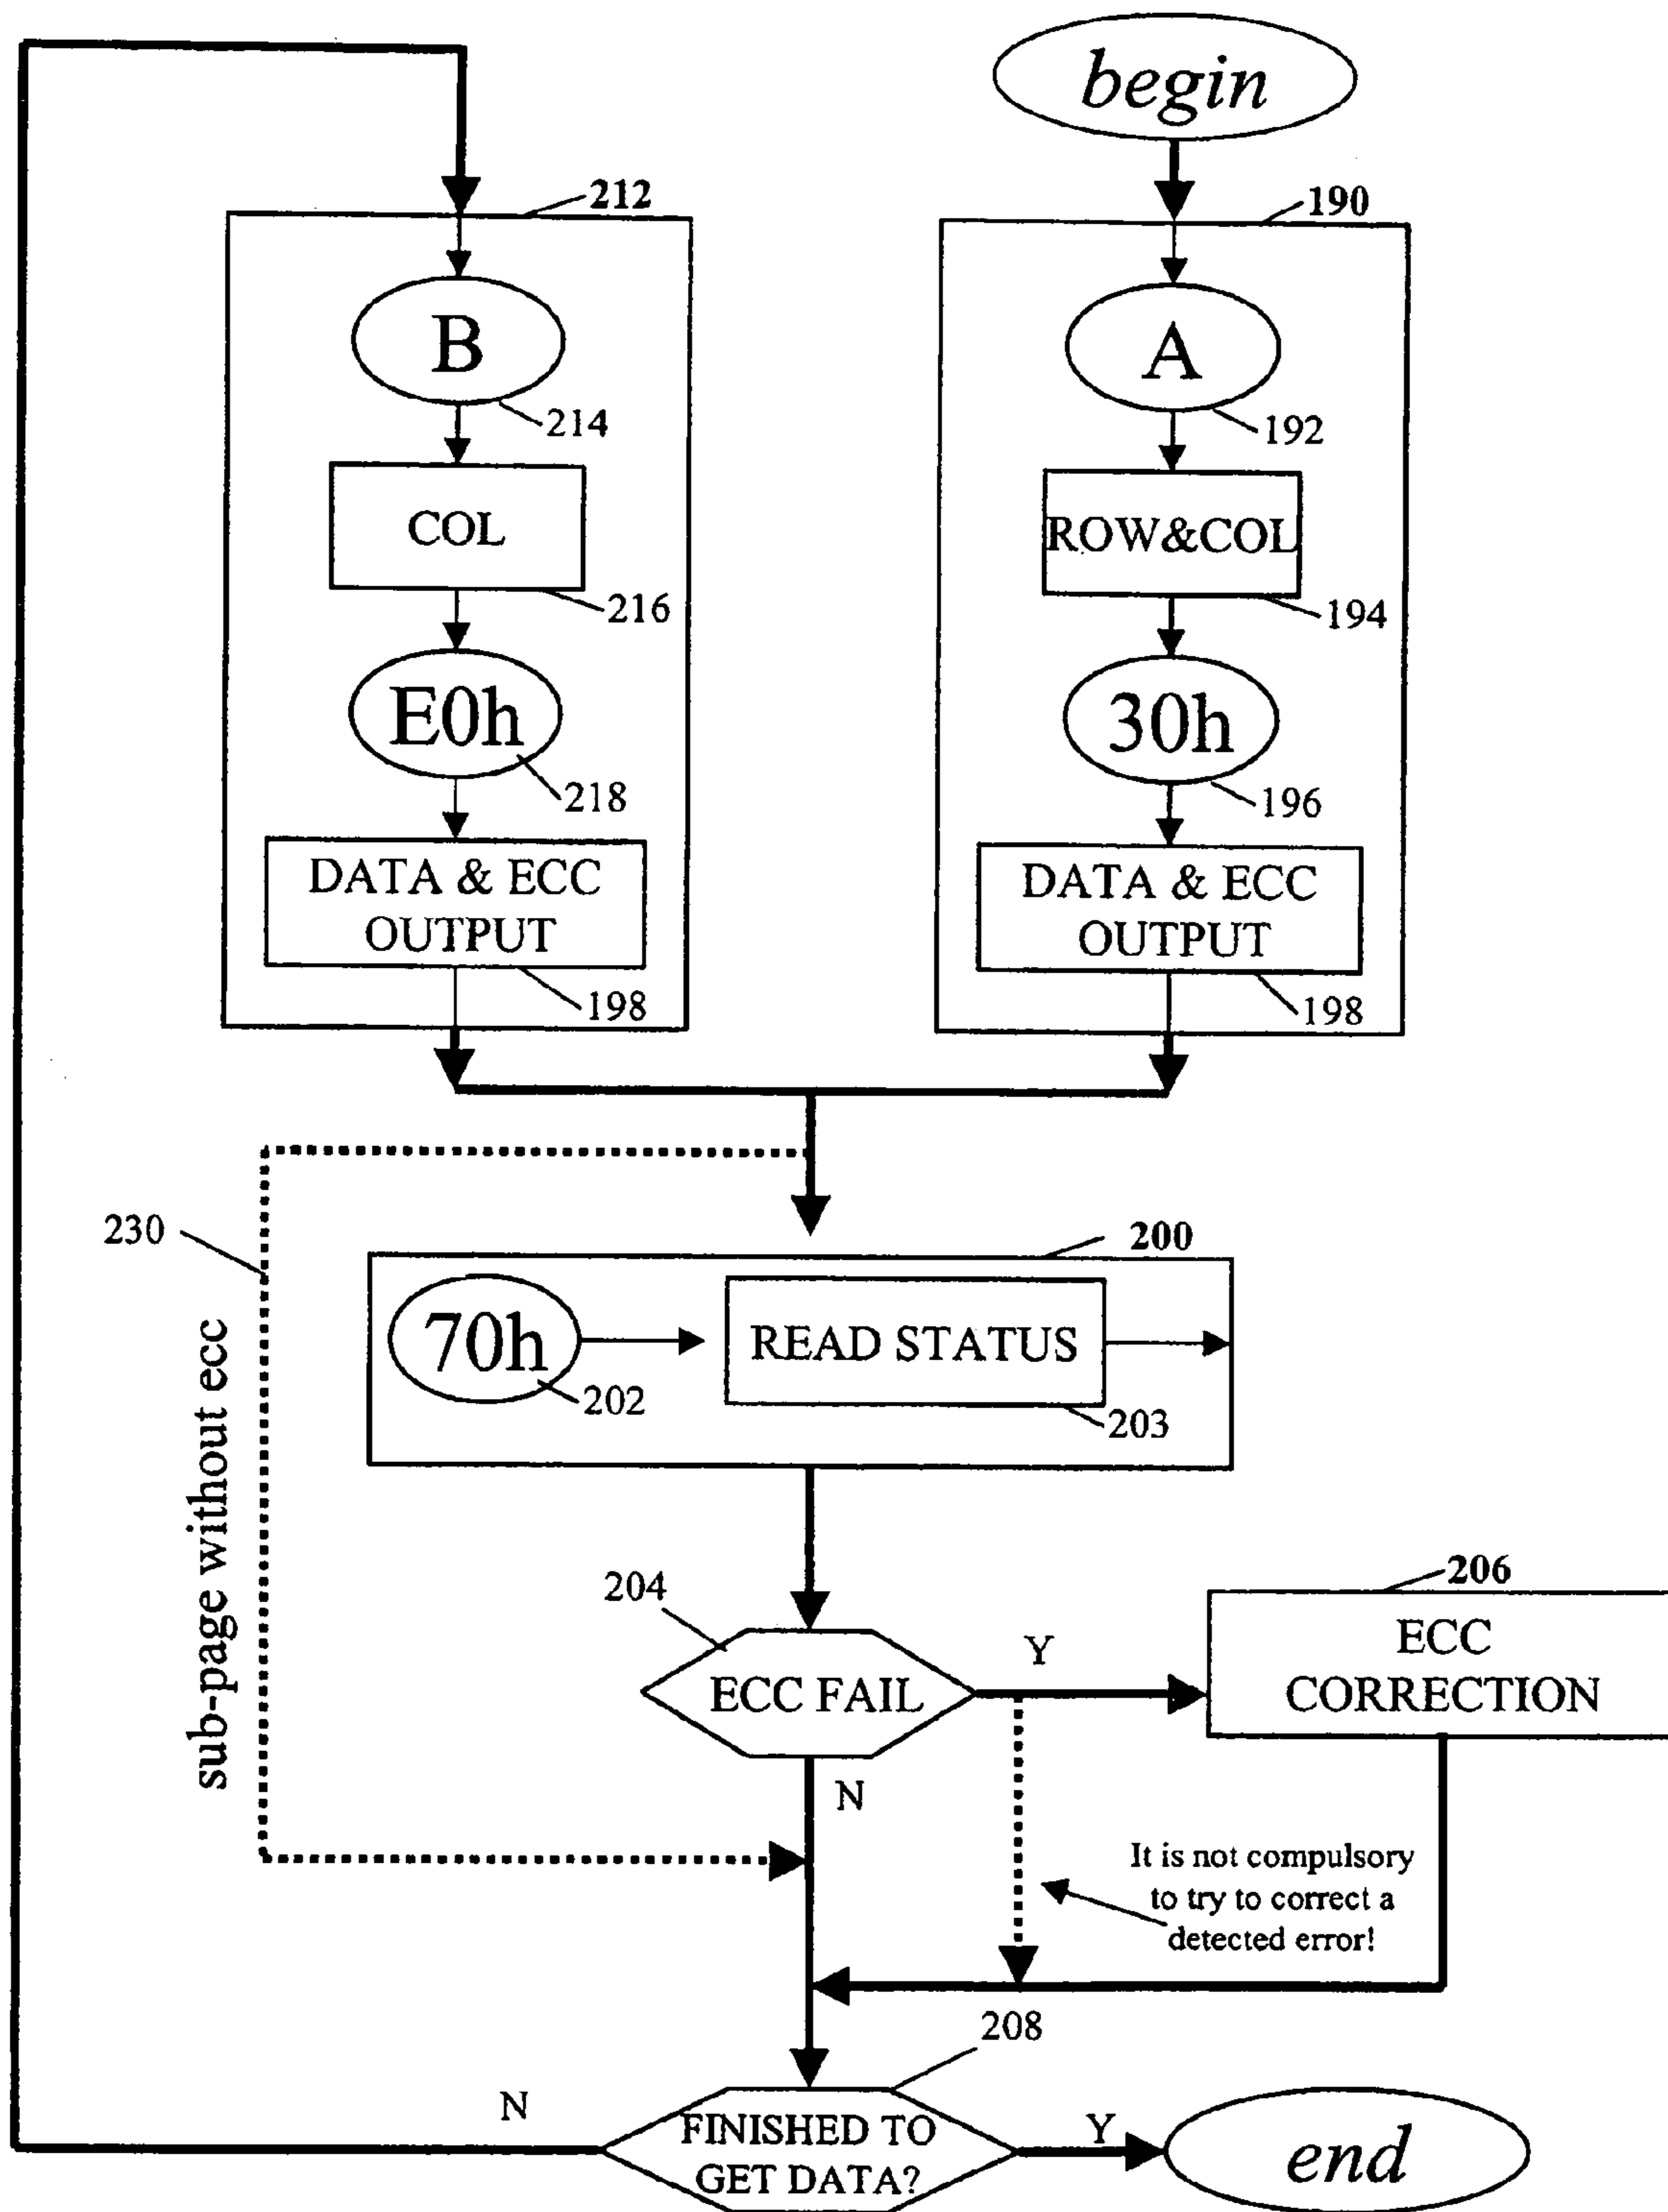 begin
212
190
B
A
214
192
COL
ROW&COL
216
194
E0h
30h
218
196
DATA & ECC
OUTPUT
DATA & ECC
OUTPUT
198
198
230
200
70h
READ STATUS
202
203
sub-page without ecc
204
206
ECC FAIL
Y
ECC
CORRECTION
N
It is not compulsory
to try to correct a
detected error!
208
N
FINISHED TO
GET DATA?
Y
end